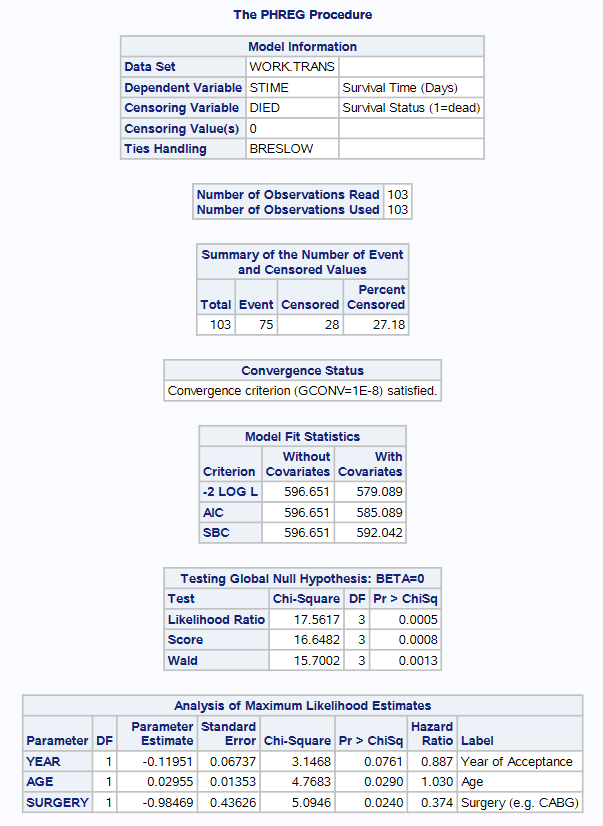 The PHREG Procedure
Model Information
Data Set WORK.TRANS
Dependent Variable STIME Survival Time (Days)
Censoring Variable DIED Survival Status (1=dead)
Censoring Value(s) 0
Ties Handling BRESLOW
Number of Observations Read 103
Number of Observations Used 103
Summary of the Number of Event
and Censored Values
Percent
Total Event Censored Censored
103 75 28 27.18
Convergence Status
Convergence criterion (GCONV=1E-8) satisfied.
Model Fit Statistics
Without With
Criterion Covariates Covariates
-2 LOG L 596.651 579.089
AIC 596.651 585.089
SBC 596.651 592.042
Testing Global Null Hypothesis: BETA=0
Test Chi-Square DF Pr > ChiSq
Likelihood Ratio 17.5617 3 0.0005
Score 16.6482 3 0.0008
Wald 15.7002 3 0.0013
Analysis of Maximum Likelihood Estimates
Parameter Standard Hazard
Parameter DF Estimate Error Chi-Square Pr > ChiSq Ratio Label
YEAR 1 -0.11951 0.06737 3.1468 0.0761 0.887 Year of Acceptance
AGE 1 0.02955 0.01353 4.7683 0.0290 1.030 Age
SURGERY 1 -0.98469 0.43626 5.0946 0.0240 0.374 Surgery (e.g. CABG)